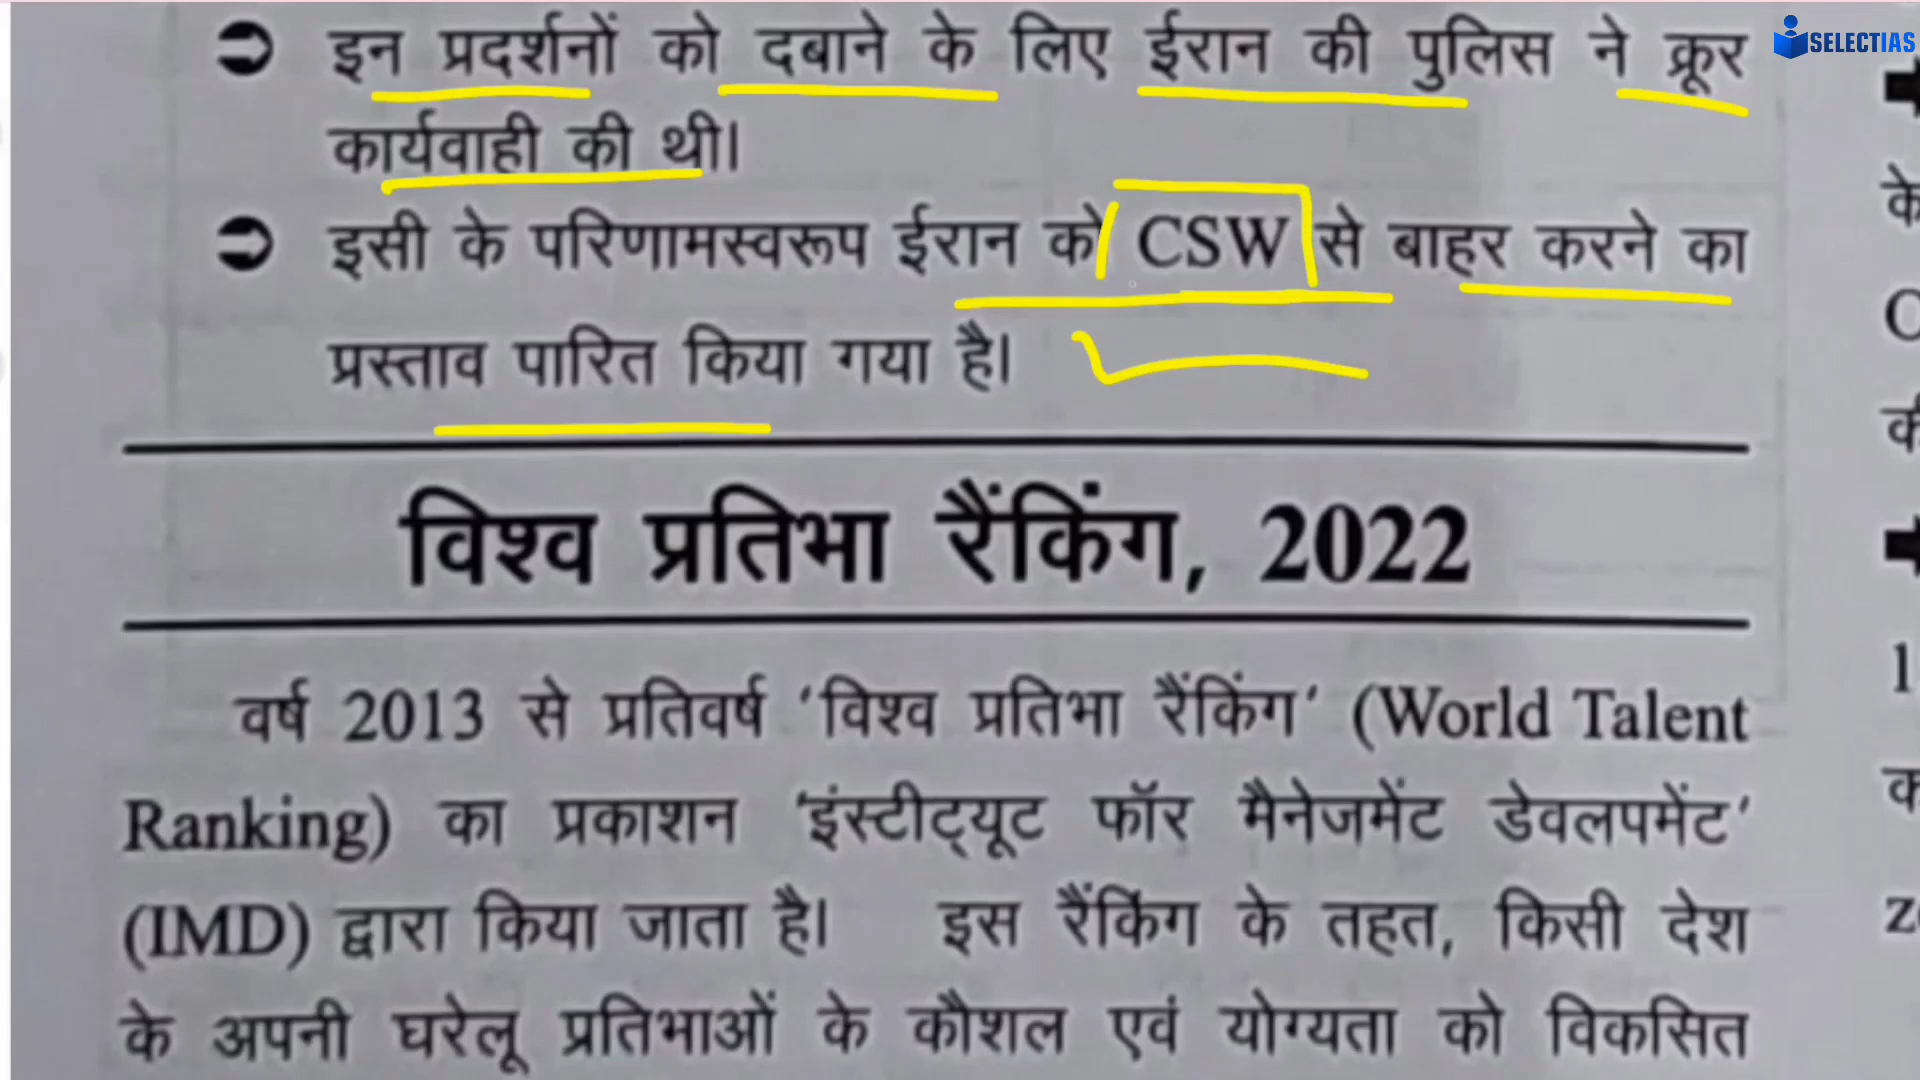 SELECTIAS
➲ इन प्रदर्शनों को दबाने के लिए ईरान की पुलिस ने क्रूर
कार्यवाही की थी।
➲ इसी के परिणामस्वरूप ईरान को CSW से बाहर करने का
प्रस्ताव पारित किया गया है।
विश्व प्रतिभा रैंकिंग, 2022
वर्ष 2013 से प्रतिवर्ष ‘विश्व प्रतिभा रैंकिंग’ (World Talent
Ranking) का प्रकाशन ‘इंस्टीट्यूट फॉर मैनेजमेंट डेवलपमेंट’
(IMD) द्वारा किया जाता है। इस रैंकिंग के तहत, किसी देश
के अपनी घरेलू प्रतिभाओं के कौशल एवं योग्यता को विकसित
के